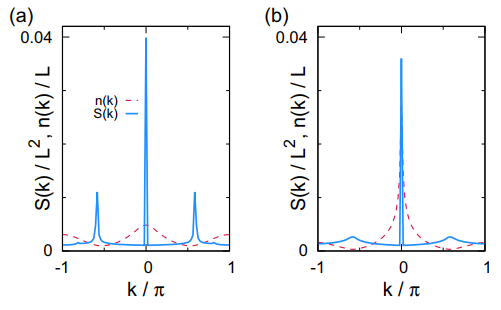 (a)
0.04
S(k) / L², n(k) / L
n(k)
S(k)
0
-1
0
1
k / π
(b)
0.04
S(k) / L², n(k) / L
0
-1
0
1
k / π